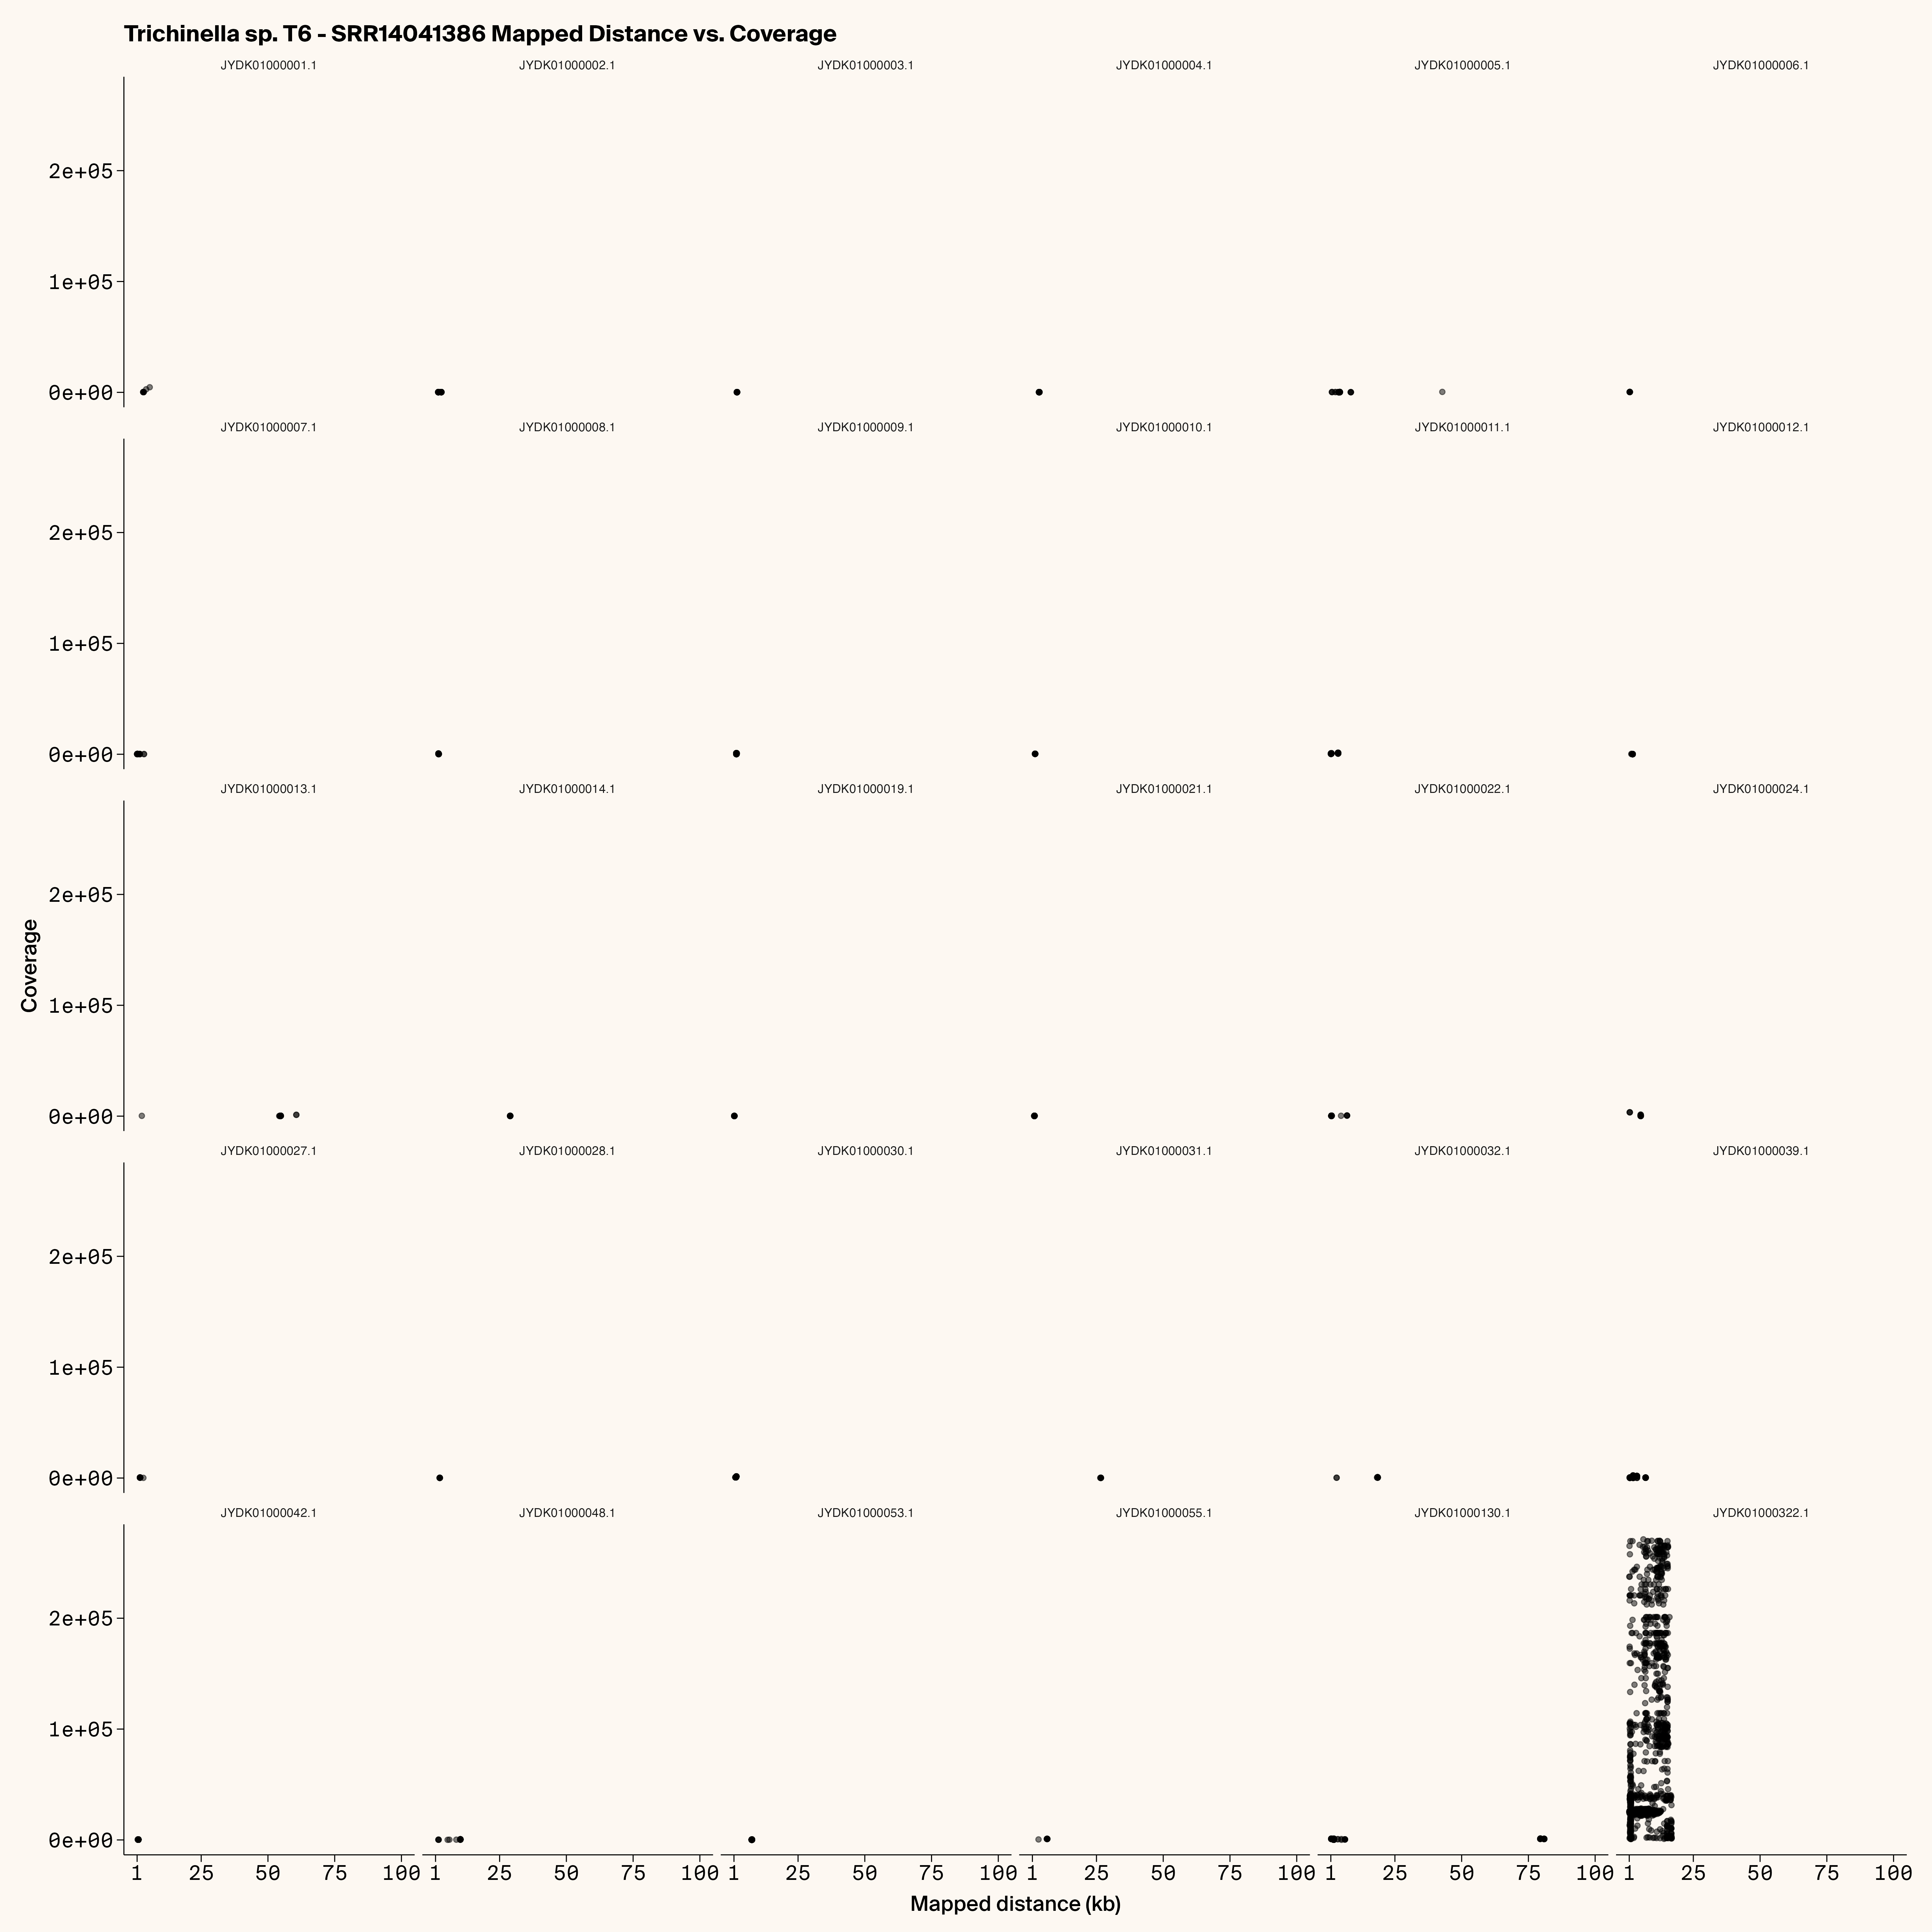 Trichinella sp. T6 - SRR14041386 Mapped Distance vs. Coverage
JYDK01000001.1 JYDK01000002.1 JYDK01000003.1 JYDK01000004.1 JYDK01000005.1 JYDK01000006.1
2e+05
1e+05
0e+00
JYDK01000007.1 JYDK01000008.1 JYDK01000009.1 JYDK01000010.1 JYDK01000011.1 JYDK01000012.1
2e+05
1e+05
0e+00
JYDK01000013.1 JYDK01000014.1 JYDK01000019.1 JYDK01000021.1 JYDK01000022.1 JYDK01000024.1
2e+05
Coverage
1e+05
0e+00
JYDK01000027.1 JYDK01000028.1 JYDK01000030.1 JYDK01000031.1 JYDK01000032.1 JYDK01000039.1
2e+05
1e+05
0e+00
JYDK01000042.1 JYDK01000048.1 JYDK01000053.1 JYDK01000055.1 JYDK01000130.1 JYDK01000322.1
2e+05
1e+05
0e+00
1 25 50 75 100 1 25 50 75 100 1 25 50 75 100 1 25 50 75 100 1 25 50 75 100 1 25 50 75 100
Mapped distance (kb)